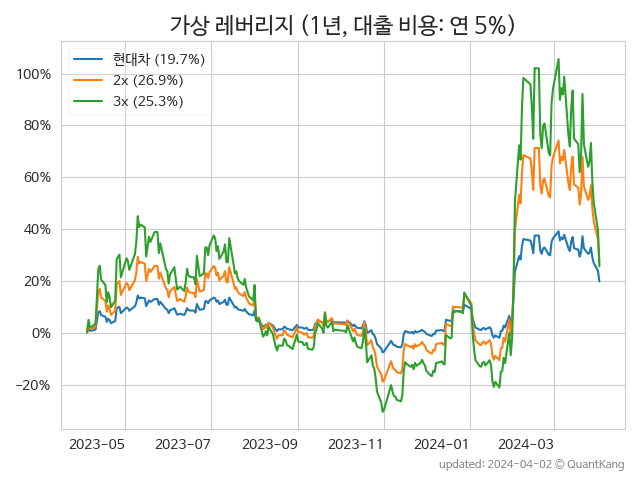 가상 레버리지 (1년, 대출 비용: 연 5%)
현대차 (19.7%)
2x (26.9%)
3x (25.3%)
100%
80%
60%
40%
20%
0%
−20%
2023-05 2023-07 2023-09 2023-11 2024-01 2024-03
updated: 2024-04-02 © QuantKang